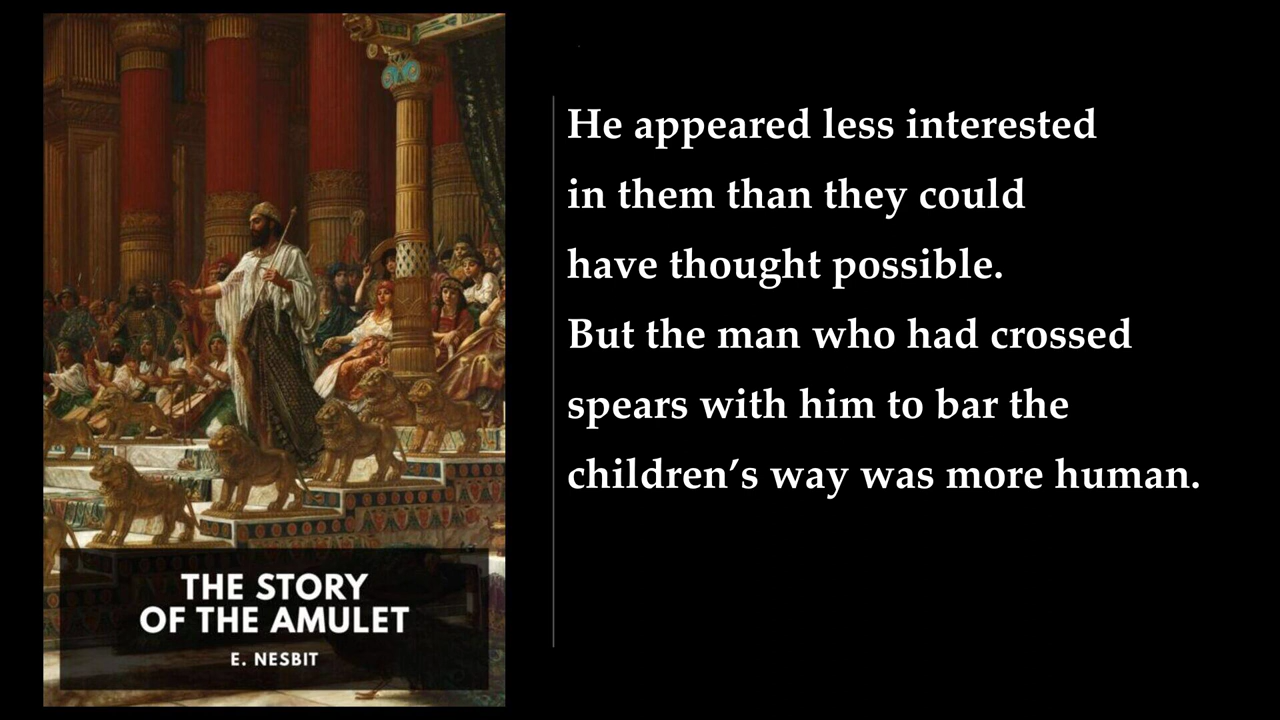 He appeared less interested
in them than they could
have thought possible.
But the man who had crossed
spears with him to bar the
children’s way was more human.
THE STORY
OF THE AMULET
E. NESBIT